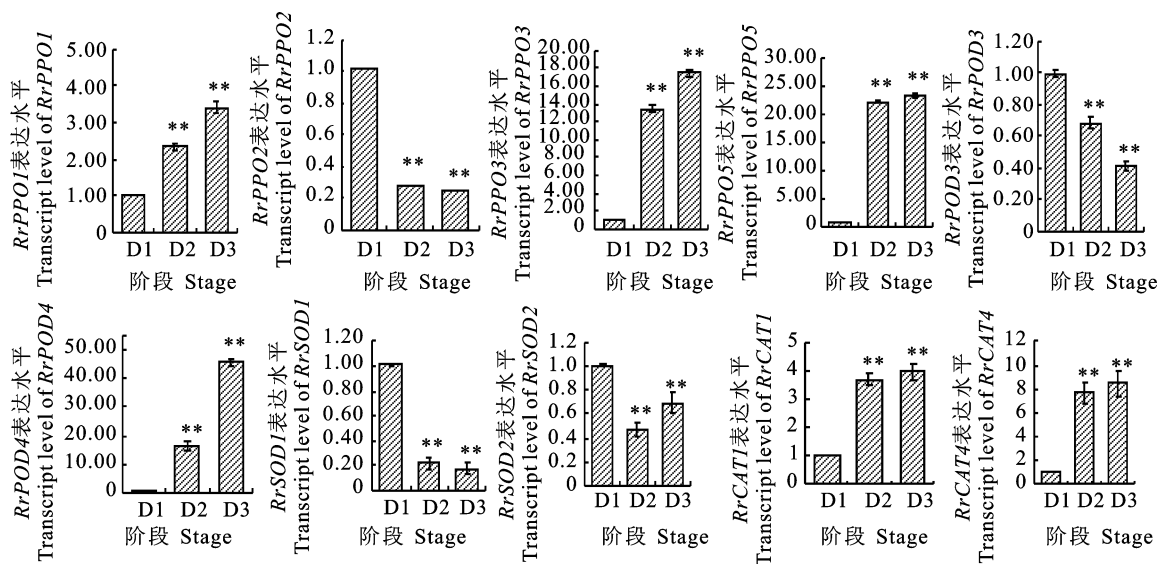 RrPPO1表达水平
Transcript level of RrPPO1
5.00
4.00
3.00
2.00
1.00
0
**
**
D1 D2 D3
阶段 Stage
RrPPO2表达水平
Transcript level of RrPPO2
1.2
1.0
0.8
0.6
0.4
0.2
0
**
**
D1 D2 D3
阶段 Stage
RrPPO3表达水平
Transcript level of RrPPO3
20.00
18.00
16.00
14.00
12.00
10.00
8.00
6.00
4.00
2.00
0
**
**
D1 D2 D3
阶段 Stage
RrPPO5表达水平
Transcript level of RrPPO5
30.00
25.00
20.00
15.00
10.00
5.00
0
**
**
D1 D2 D3
阶段 Stage
RrPOD3表达水平
Transcript level of RrPOD3
1.20
1.00
0.80
0.60
0.40
0.20
0
**
**
D1 D2 D3
阶段 Stage
RrPOD4表达水平
Transcript level of RrPOD4
50.00
40.00
30.00
20.00
10.00
0
**
**
D1 D2 D3
阶段 Stage
RrSOD1表达水平
Transcript level of RrSOD1
1.20
1.00
0.80
0.60
0.40
0.20
0
**
**
D1 D2 D3
阶段 Stage
RrSOD2表达水平
Transcript level of RrSOD2
1.2
1.0
0.8
0.6
0.4
0.2
0
**
**
D1 D2 D3
阶段 Stage
RrCAT1表达水平
Transcript level of RrCAT1
5
4
3
2
1
0
**
**
D1 D2 D3
阶段 Stage
RrCAT4表达水平
Transcript level of RrCAT4
12
10
8
6
4
2
0
**
**
D1 D2 D3
阶段 Stage